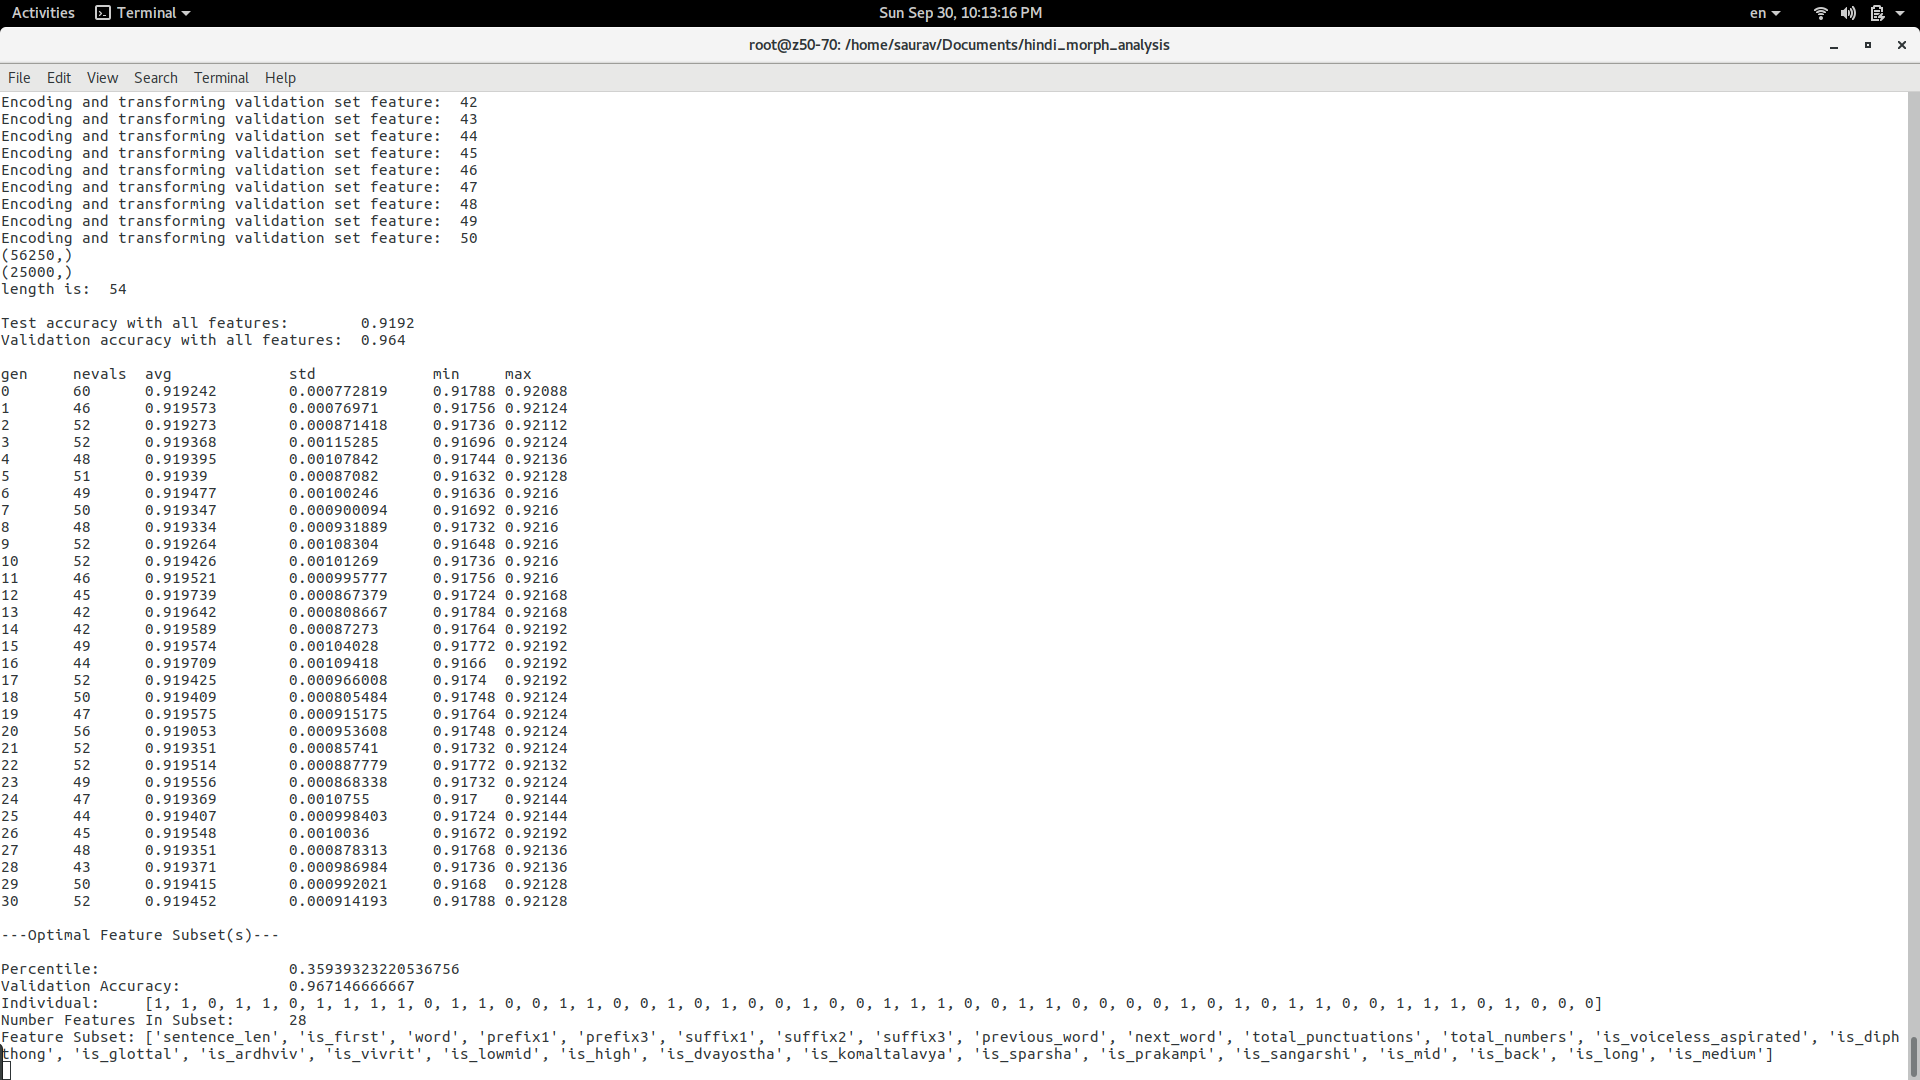 Activities Terminal Sun Sep 30, 10:13:16 PM en
root@z50-70: /home/saurav/Documents/hindi_morph_analysis
File Edit View Search Terminal Help
Encoding and transforming validation set feature:  42
Encoding and transforming validation set feature:  43
Encoding and transforming validation set feature:  44
Encoding and transforming validation set feature:  45
Encoding and transforming validation set feature:  46
Encoding and transforming validation set feature:  47
Encoding and transforming validation set feature:  48
Encoding and transforming validation set feature:  49
Encoding and transforming validation set feature:  50
(56250,)
(25000,)
length is:  54
Test accuracy with all features: 0.9192
Validation accuracy with all features: 0.964
gen nevals avg std min max
0 60 0.919242 0.000772819 0.91788 0.92088
1 46 0.919573 0.00076971 0.91756 0.92124
2 52 0.919273 0.000871418 0.91736 0.92112
3 52 0.919368 0.00115285 0.91696 0.92124
4 48 0.919395 0.00107842 0.91744 0.92136
5 51 0.91939 0.00087082 0.91632 0.92128
6 49 0.919477 0.00100246 0.91636 0.9216
7 50 0.919347 0.000900094 0.91692 0.9216
8 48 0.919334 0.000931889 0.91732 0.9216
9 52 0.919264 0.00108304 0.91648 0.9216
10 52 0.919426 0.00101269 0.91736 0.9216
11 46 0.919521 0.000995777 0.91756 0.9216
12 45 0.919739 0.000867379 0.91724 0.92168
13 42 0.919642 0.000808667 0.91784 0.92168
14 42 0.919589 0.00087273 0.91764 0.92192
15 49 0.919574 0.00104028 0.91772 0.92192
16 44 0.919709 0.00109418 0.9166 0.92192
17 52 0.919425 0.000966008 0.9174 0.92192
18 50 0.919409 0.000805484 0.91748 0.92124
19 47 0.919575 0.000915175 0.91764 0.92124
20 56 0.919053 0.000953608 0.91748 0.92124
21 52 0.919351 0.00085741 0.91732 0.92124
22 52 0.919514 0.000887779 0.91772 0.92132
23 49 0.919556 0.000868338 0.91732 0.92124
24 47 0.919369 0.0010755 0.917 0.92144
25 44 0.919407 0.000998403 0.91724 0.92144
26 45 0.919548 0.0010036 0.91672 0.92192
27 48 0.919351 0.000878313 0.91768 0.92136
28 43 0.919371 0.000986984 0.91736 0.92136
29 50 0.919415 0.000992021 0.9168 0.92128
30 52 0.919452 0.000914193 0.91788 0.92128
---Optimal Feature Subset(s)---
Percentile: 0.35939323220536756
Validation Accuracy: 0.967146666667
Individual: [1, 1, 0, 1, 1, 0, 1, 1, 1, 1, 0, 1, 1, 0, 0, 1, 1, 0, 0, 1, 0, 1, 0, 0, 1, 0, 0, 1, 1, 1, 0, 0, 1, 1, 0, 0, 0, 0, 1, 0, 1, 0, 1, 1, 0, 0, 1, 1, 1, 0, 1, 0, 0, 0]
Number Features In Subset: 28
Feature Subset: ['sentence_len', 'is_first', 'word', 'prefix1', 'prefix3', 'suffix1', 'suffix2', 'suffix3', 'previous_word', 'next_word', 'total_punctuations', 'total_numbers', 'is_voiceless_aspirated', 'is_diph
thong', 'is_glottal', 'is_ardhviv', 'is_vivrit', 'is_lowmid', 'is_high', 'is_dvayostha', 'is_komaltalavya', 'is_sparsha', 'is_prakampi', 'is_sangarshi', 'is_mid', 'is_back', 'is_long', 'is_medium']